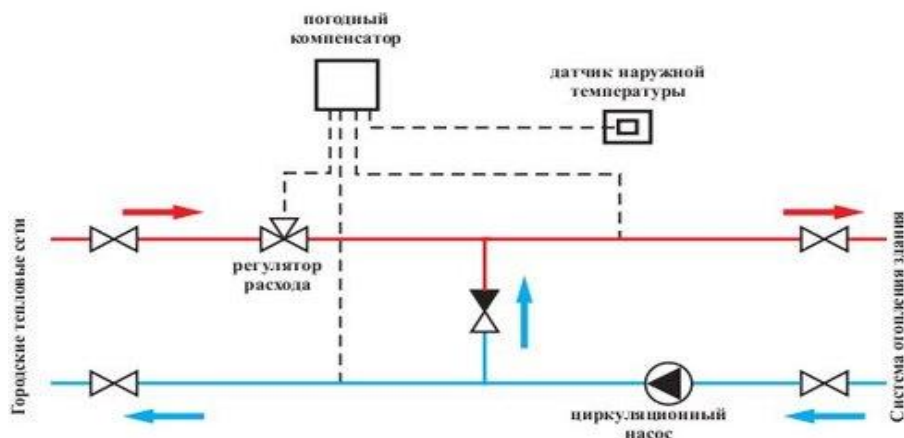 погодный
компенсатор
датчик наружной
температуры
Городские тепловые сети
регулятор
расхода
Система отопления здания
циркуляционный
насос